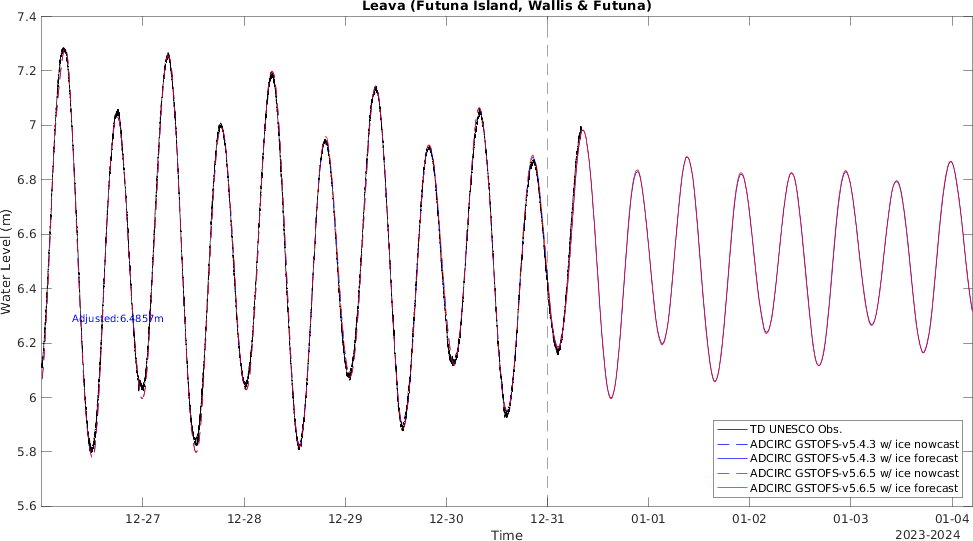 Leava (Futuna Island, Wallis & Futuna)
7.4
7.2
7
6.8
6.6
6.4
6.2
6
5.8
5.6
Water Level (m)
Adjusted:6.4857m
TD UNESCO Obs.
ADCIRC GSTOFS-v5.4.3 w/ ice nowcast
ADCIRC GSTOFS-v5.4.3 w/ ice forecast
ADCIRC GSTOFS-v5.6.5 w/ ice nowcast
ADCIRC GSTOFS-v5.6.5 w/ ice forecast
12-27 12-28 12-29 12-30 12-31 01-01 01-02 01-03 01-04
Time
2023-2024